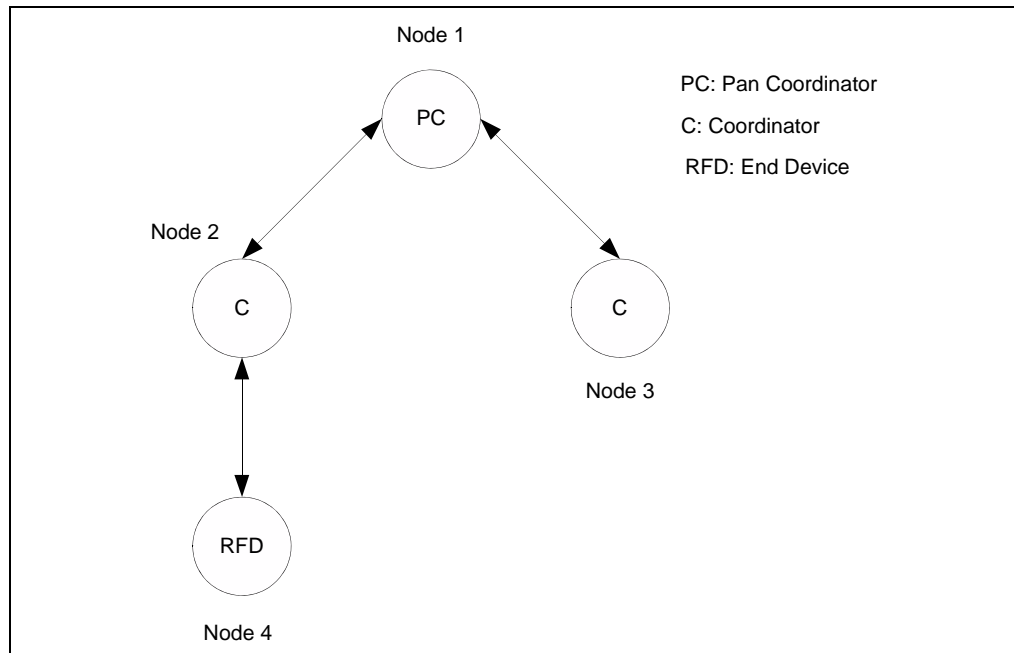 Node 1
PC
PC: Pan Coordinator
C: Coordinator
RFD: End Device
Node 2
C
C
Node 3
RFD
Node 4